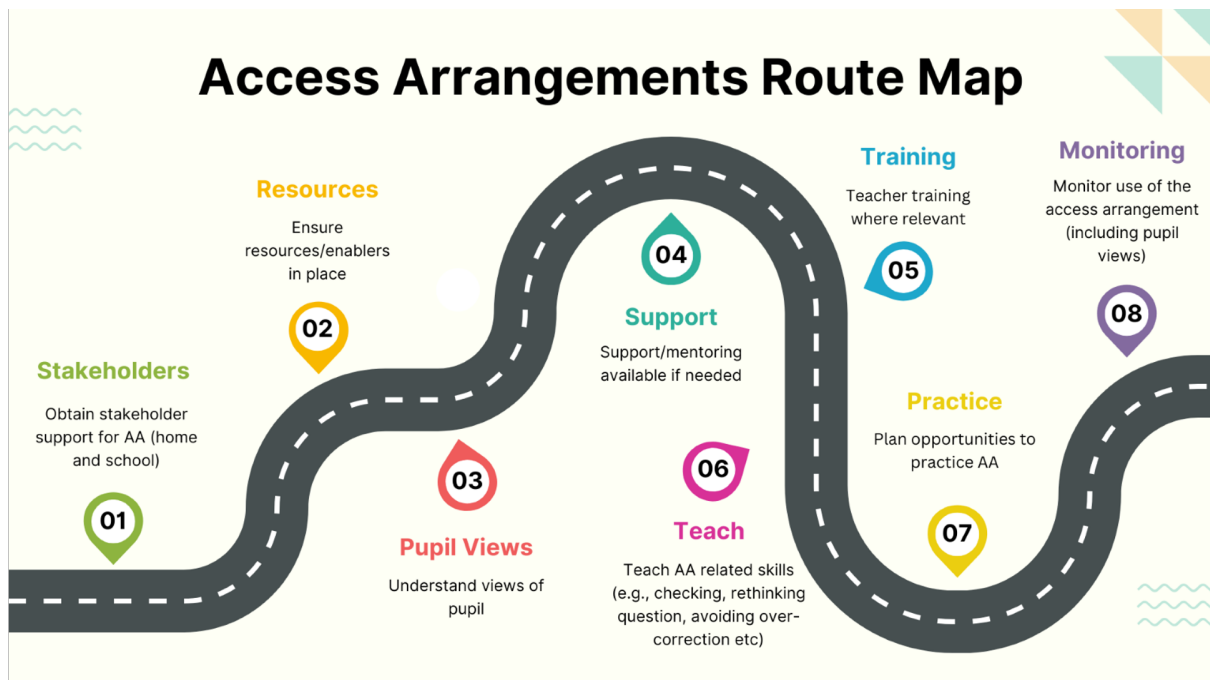 Access Arrangements Route Map
Stakeholders
Obtain stakeholder
support for AA (home
and school)
01
Resources
Ensure
resources/enablers
in place
02
03
Pupil Views
Understand views of
pupil
04
Support
Support/mentoring
available if needed
Training
Teacher training
where relevant
05
06
Teach
Teach AA related skills
(e.g., checking, rethinking
question, avoiding over-
correction etc)
Practice
Plan opportunities to
practice AA
07
Monitoring
Monitor use of the
access arrangement
(including pupil
views)
08